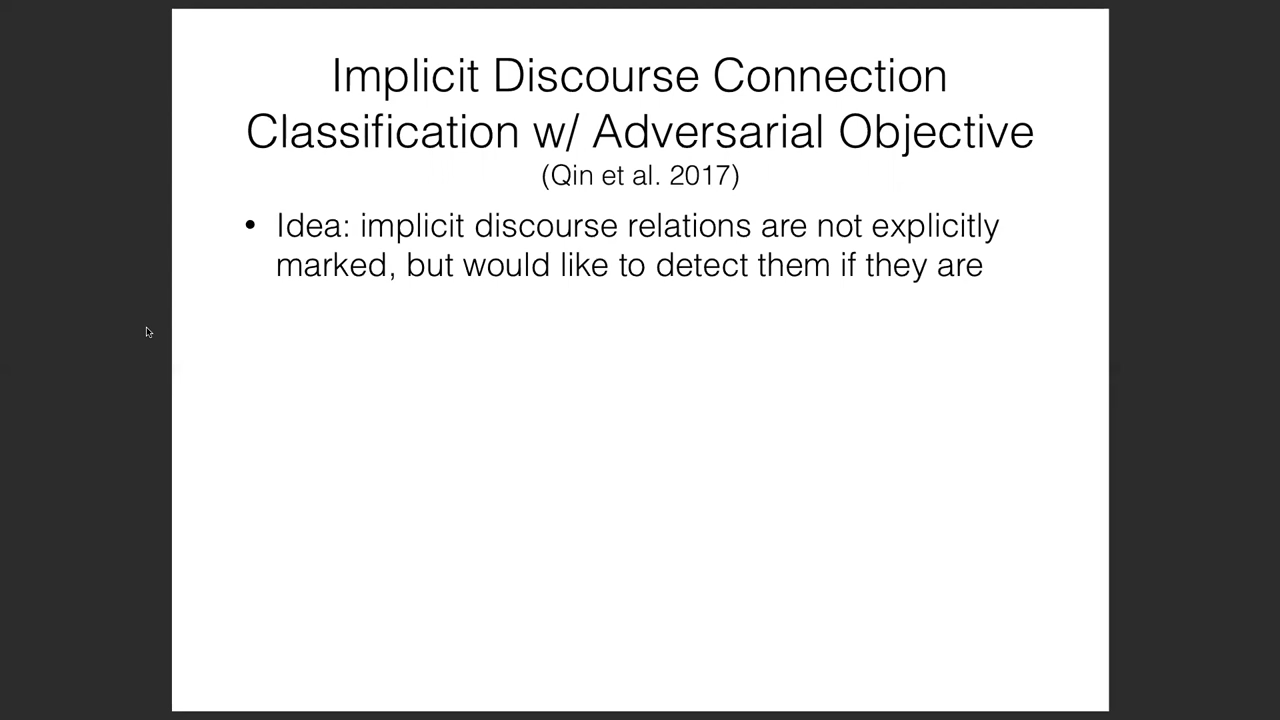 Implicit Discourse Connection
Classification w/ Adversarial Objective
(Qin et al. 2017)
• Idea: implicit discourse relations are not explicitly
marked, but would like to detect them if they are